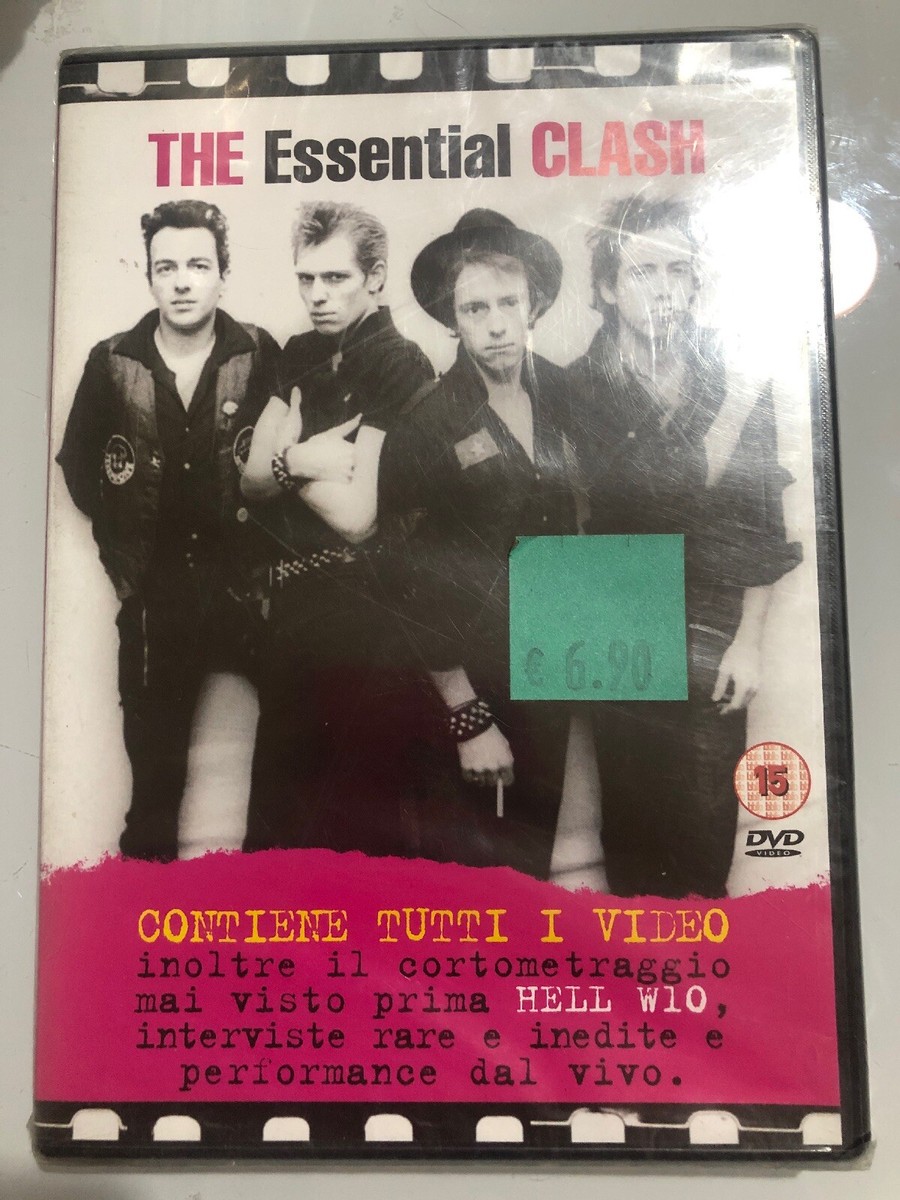 THE Essential CLASH
€ 6.90
15
DVD
VIDEO
CONTIENE TUTTI I VIDEO
inoltre il cortometraggio
mai visto prima HELL W10,
interviste rare e inedite e
performance dal vivo.